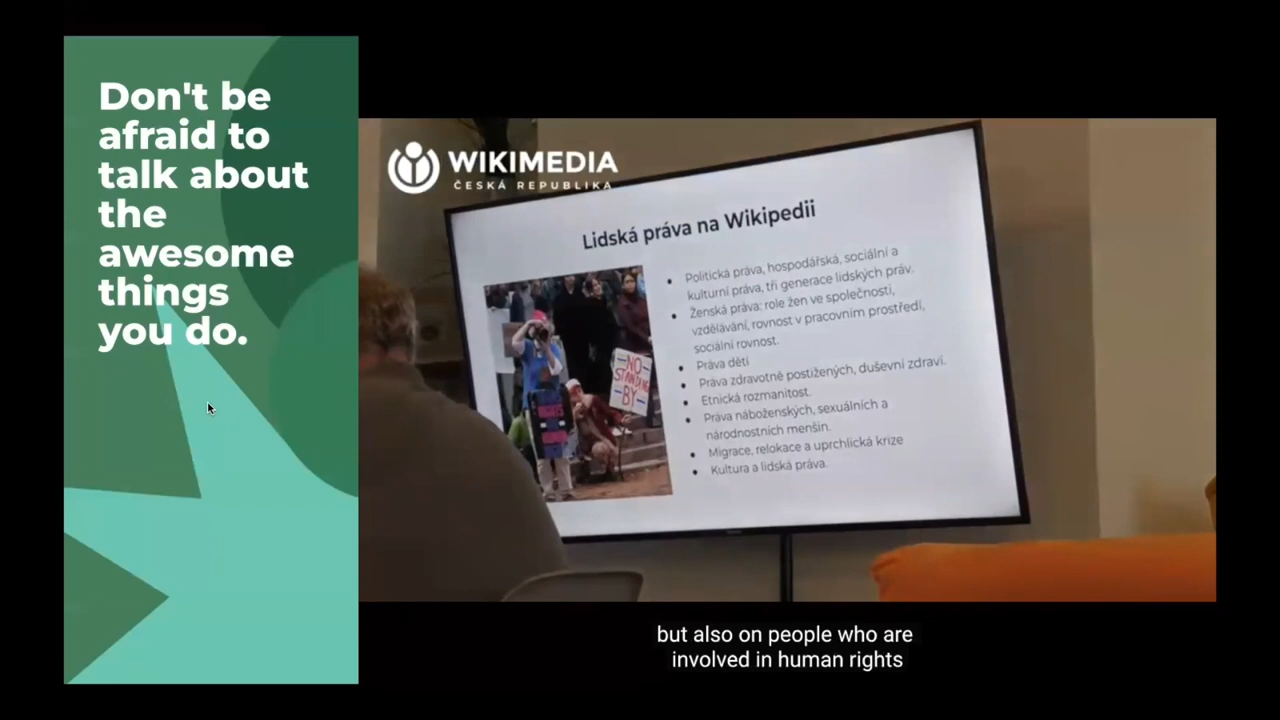 Don't be
afraid to
talk about
the
awesome
things
you do.
WIKIMEDIA
ČESKÁ REPUBLIKA
Lidská práva na Wikipedii
Politická práva, hospodářská, sociální a
kulturní práva, tři generace lidských práv.
Ženská práva: role žen ve společnosti,
vzdělávání, rovnost v pracovním prostředí,
sociální rovnost.
Práva dětí
Práva zdravotně postižených, duševní zdraví.
Etnická rozmanitost.
Práva náboženských, sexuálních a
národnostních menšin.
Migrace, relokace a uprchlická krize
Kultura a lidská práva.
NO
STANDING
BY
but also on people who are
involved in human rights